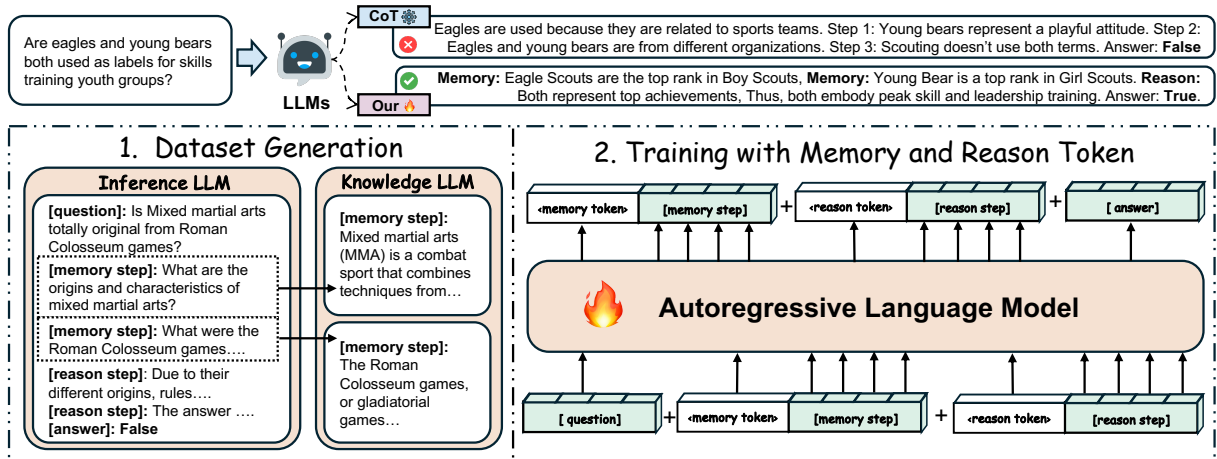 Are eagles and young bears
both used as labels for skills
training youth groups?
LLMs
CoT
Eagles are used because they are related to sports teams. Step 1: Young bears represent a playful attitude. Step 2:
Eagles and young bears are from different organizations. Step 3: Scouting doesn't use both terms. Answer: False
Our
Memory: Eagle Scouts are the top rank in Boy Scouts, Memory: Young Bear is a top rank in Girl Scouts. Reason:
Both represent top achievements, Thus, both embody peak skill and leadership training. Answer: True.
1. Dataset Generation
Inference LLM
[question]: Is Mixed martial arts
totally original from Roman
Colosseum games?
[memory step]: What are the
origins and characteristics of
mixed martial arts?
[memory step]: What were the
Roman Colosseum games….
[reason step]: Due to their
different origins, rules….
[reason step]: The answer ….
[answer]: False
Knowledge LLM
[memory step]:
Mixed martial arts
(MMA) is a combat
sport that combines
techniques from…
[memory step]:
The Roman
Colosseum games,
or gladiatorial
games…
2. Training with Memory and Reason Token
<memory token> [memory step] + <reason token> [reason step] + [ answer]
Autoregressive Language Model
[ question] + <memory token> [memory step] + <reason token> [reason step]